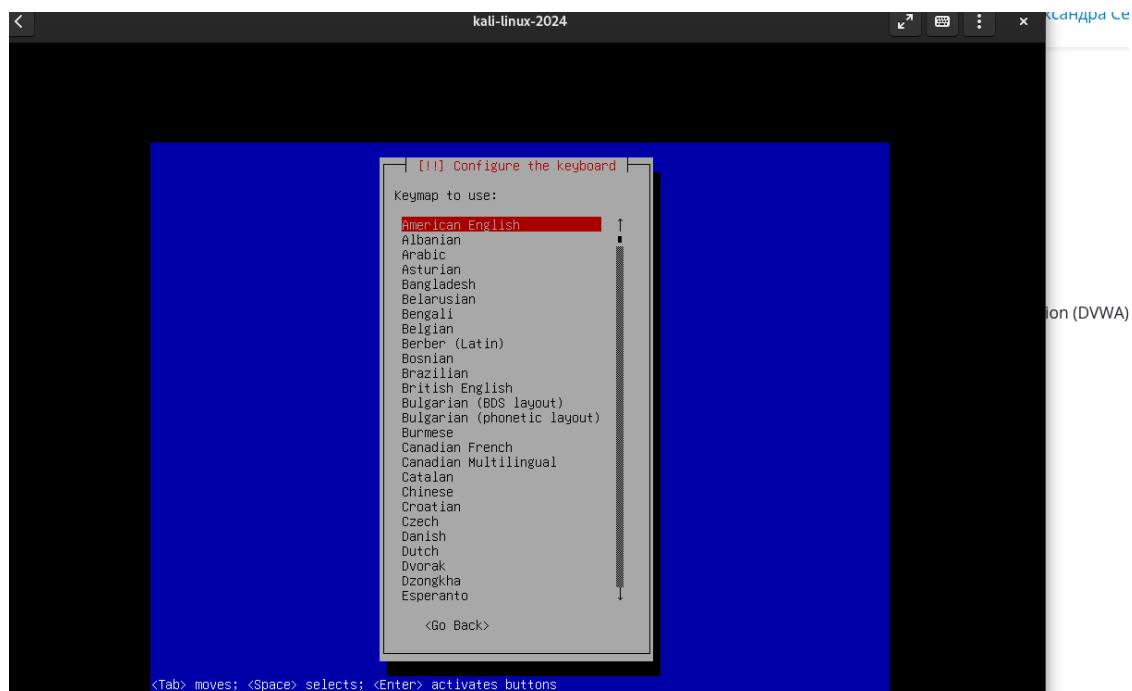 kali-linux-2024
[!!] Configure the keyboard
Keymap to use:
American English
Albanian
Arabic
Asturian
Bangladesh
Belarusian
Bengali
Belgian
Berber (Latin)
Bosnian
Brazilian
British English
Bulgarian (BDS layout)
Bulgarian (phonetic layout)
Burmese
Canadian French
Canadian Multilingual
Catalan
Chinese
Croatian
Czech
Danish
Dutch
Dvorak
Dzongkha
Esperanto
<Go Back>
<Tab> moves; <Space> selects; <Enter> activates buttons
ксандра Се
ion (DVWA)